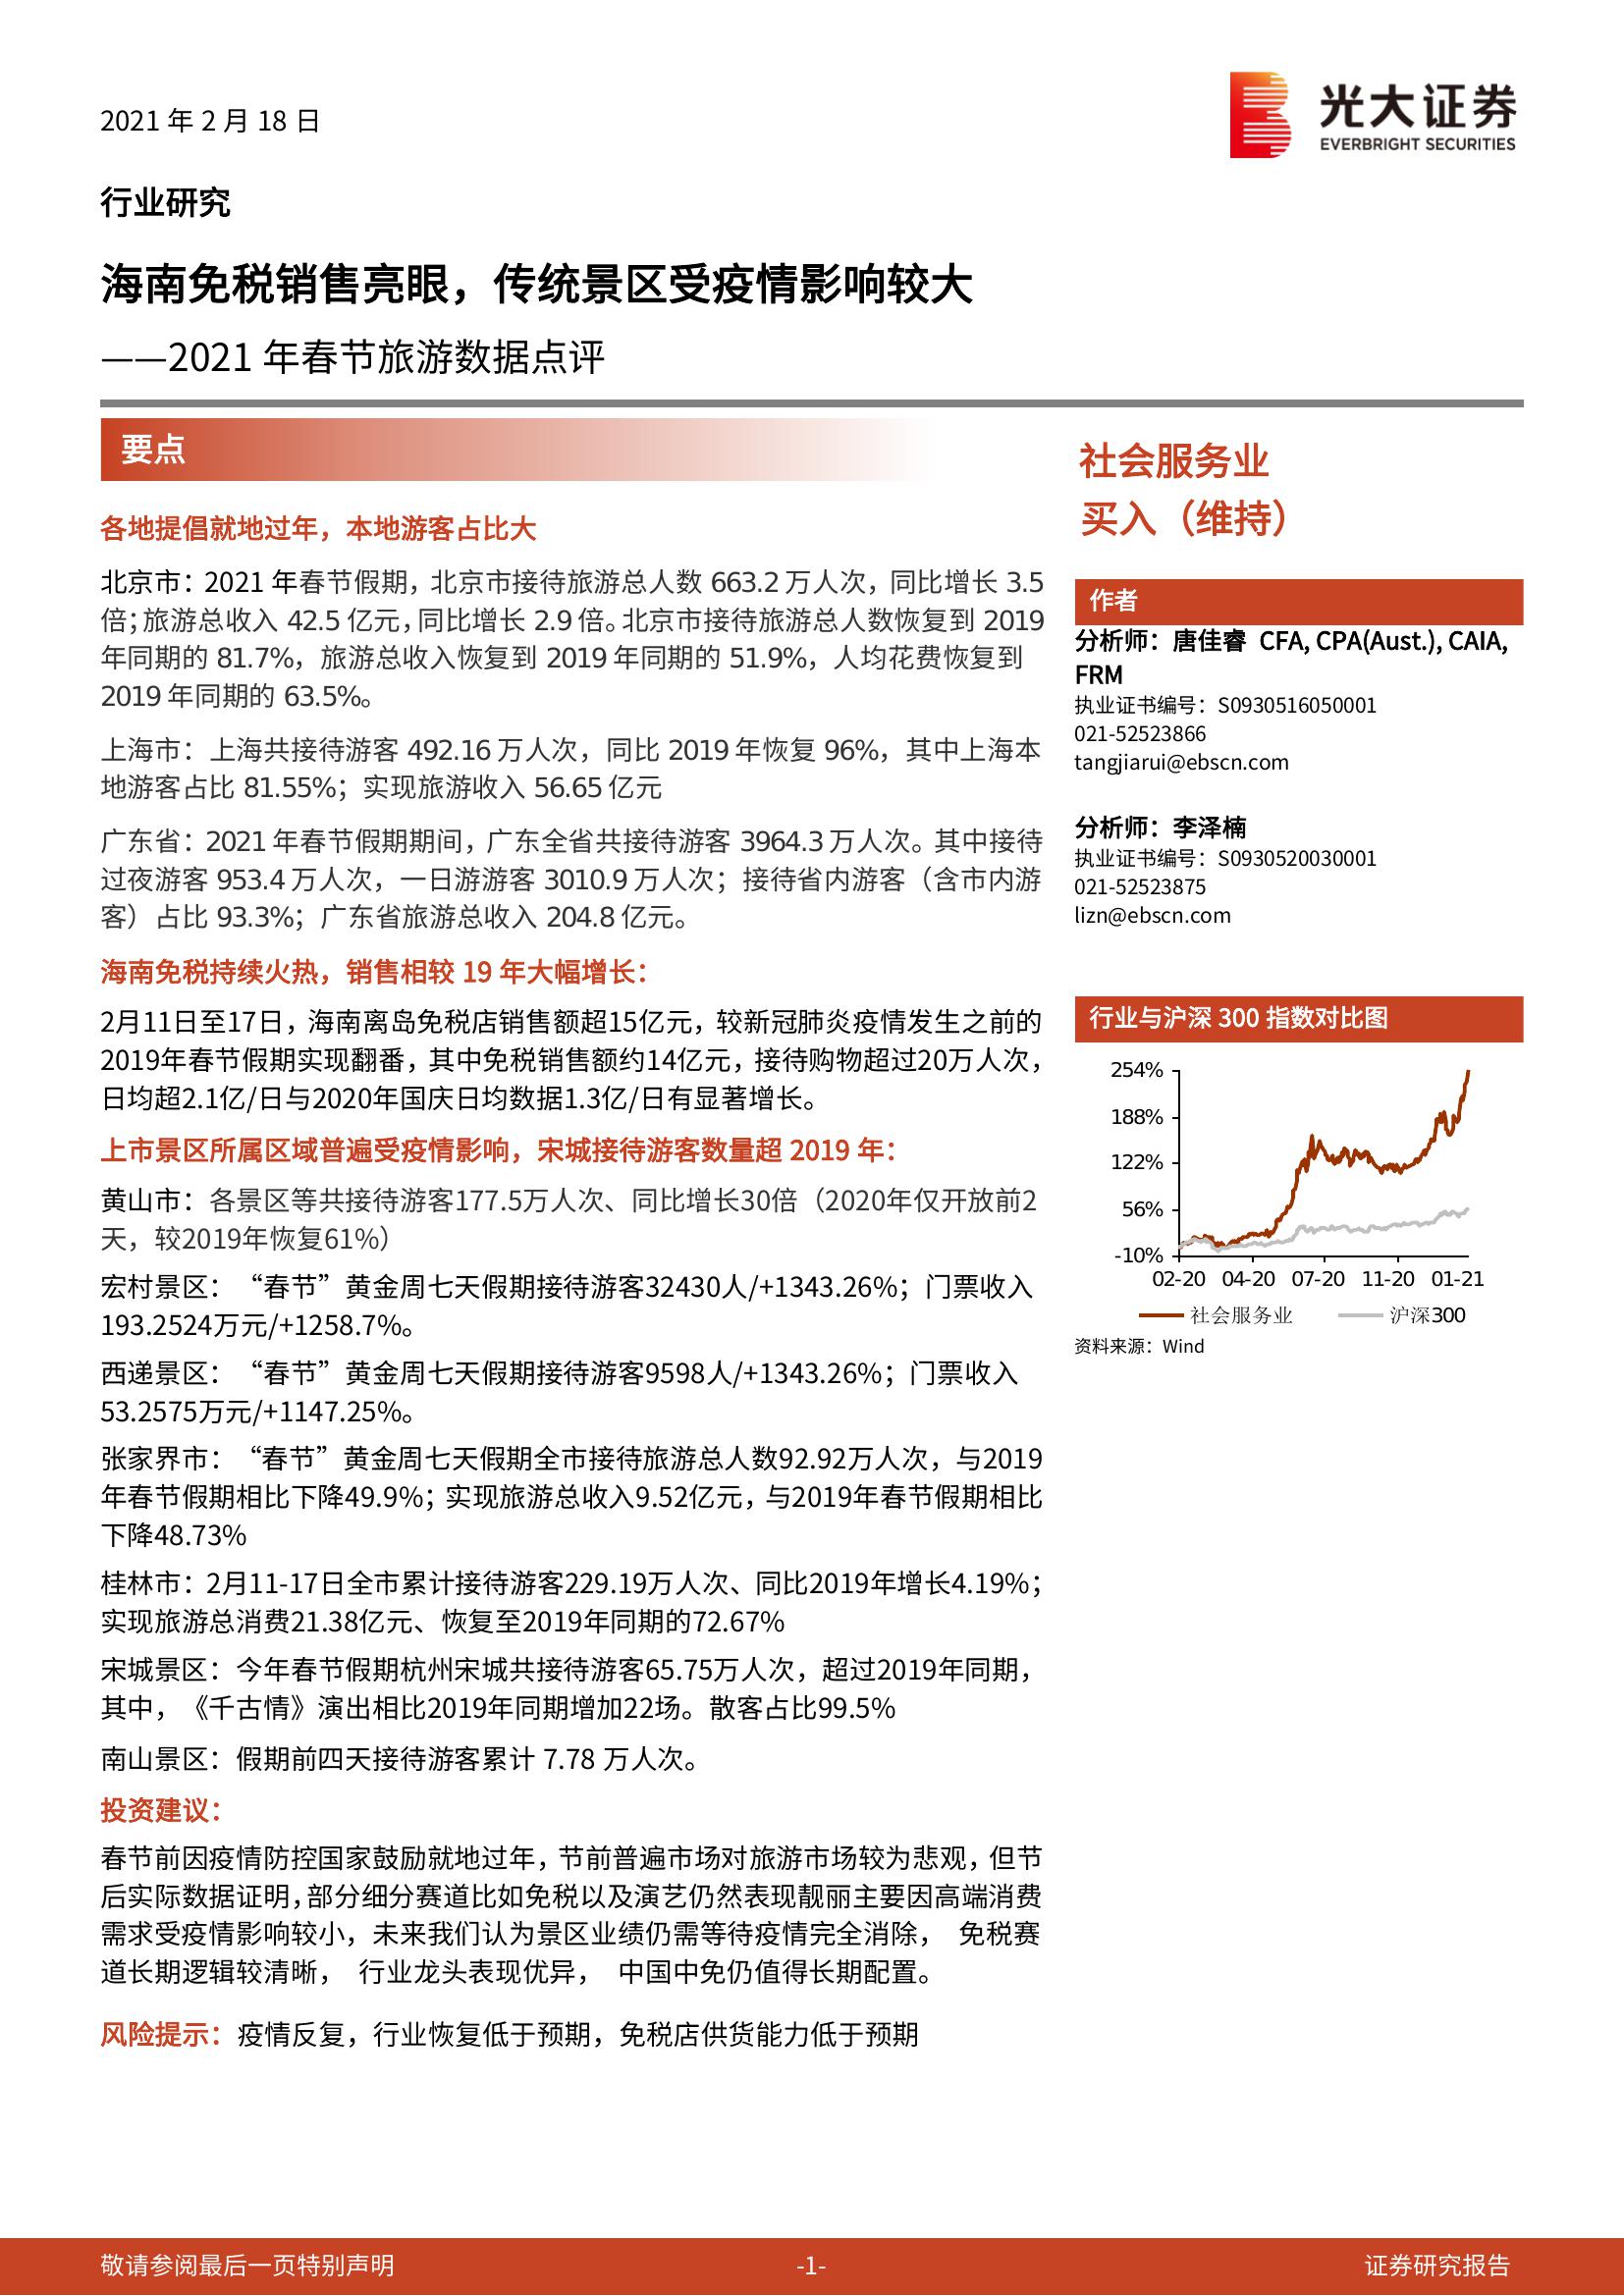 2021 年 2 月 18 日
光大证券
EVERBRIGHT SECURITIES
行业研究
海南免税销售亮眼，传统景区受疫情影响较大
——2021 年春节旅游数据点评
要点
各地提倡就地过年，本地游客占比大
北京市：2021 年春节假期，北京市接待旅游总人数 663.2 万人次，同比增长 3.5
倍；旅游总收入 42.5 亿元，同比增长 2.9 倍。北京市接待旅游总人数恢复到 2019
年同期的 81.7%，旅游总收入恢复到 2019 年同期的 51.9%，人均花费恢复到
2019 年同期的 63.5%。
上海市：上海共接待游客 492.16 万人次，同比 2019 年恢复 96%，其中上海本
地游客占比 81.55%；实现旅游收入 56.65 亿元
广东省：2021 年春节假期期间，广东全省共接待游客 3964.3 万人次。其中接待
过夜游客 953.4 万人次，一日游游客 3010.9 万人次；接待省内游客（含市内游
客）占比 93.3%；广东省旅游总收入 204.8 亿元。
海南免税持续火热，销售相较 19 年大幅增长：
2月11日至17日，海南离岛免税店销售额超15亿元，较新冠肺炎疫情发生之前的
2019年春节假期实现翻番，其中免税销售额约14亿元，接待购物超过20万人次，
日均超2.1亿/日与2020年国庆日均数据1.3亿/日有显著增长。
上市景区所属区域普遍受疫情影响，宋城接待游客数量超 2019 年：
黄山市：各景区等共接待游客177.5万人次、同比增长30倍（2020年仅开放前2
天，较2019年恢复61%）
宏村景区：“春节”黄金周七天假期接待游客32430人/+1343.26%；门票收入
193.2524万元/+1258.7%。
西递景区：“春节”黄金周七天假期接待游客9598人/+1343.26%；门票收入
53.2575万元/+1147.25%。
张家界市：“春节”黄金周七天假期全市接待旅游总人数92.92万人次，与2019
年春节假期相比下降49.9%；实现旅游总收入9.52亿元，与2019年春节假期相比
下降48.73%
桂林市：2月11-17日全市累计接待游客229.19万人次、同比2019年增长4.19%；
实现旅游总消费21.38亿元、恢复至2019年同期的72.67%
宋城景区：今年春节假期杭州宋城共接待游客65.75万人次，超过2019年同期，
其中，《千古情》演出相比2019年同期增加22场。散客占比99.5%
南山景区：假期前四天接待游客累计 7.78 万人次。
投资建议：
春节前因疫情防控国家鼓励就地过年，节前普遍市场对旅游市场较为悲观，但节
后实际数据证明，部分细分赛道比如免税以及演艺仍然表现靓丽主要因高端消费
需求受疫情影响较小，未来我们认为景区业绩仍需等待疫情完全消除， 免税赛
道长期逻辑较清晰， 行业龙头表现优异， 中国中免仍值得长期配置。
风险提示：疫情反复，行业恢复低于预期，免税店供货能力低于预期
社会服务业
买入（维持）
作者
分析师：唐佳睿 CFA, CPA(Aust.), CAIA,
FRM
执业证书编号：S0930516050001
021-52523866
tangjiarui@ebscn.com
分析师：李泽楠
执业证书编号：S0930520030001
021-52523875
lizn@ebscn.com
行业与沪深 300 指数对比图
254%
188%
122%
56%
-10%
02-20 04-20 07-20 11-20 01-21
社会服务业 沪深300
资料来源：Wind
敬请参阅最后一页特别声明 -1- 证券研究报告